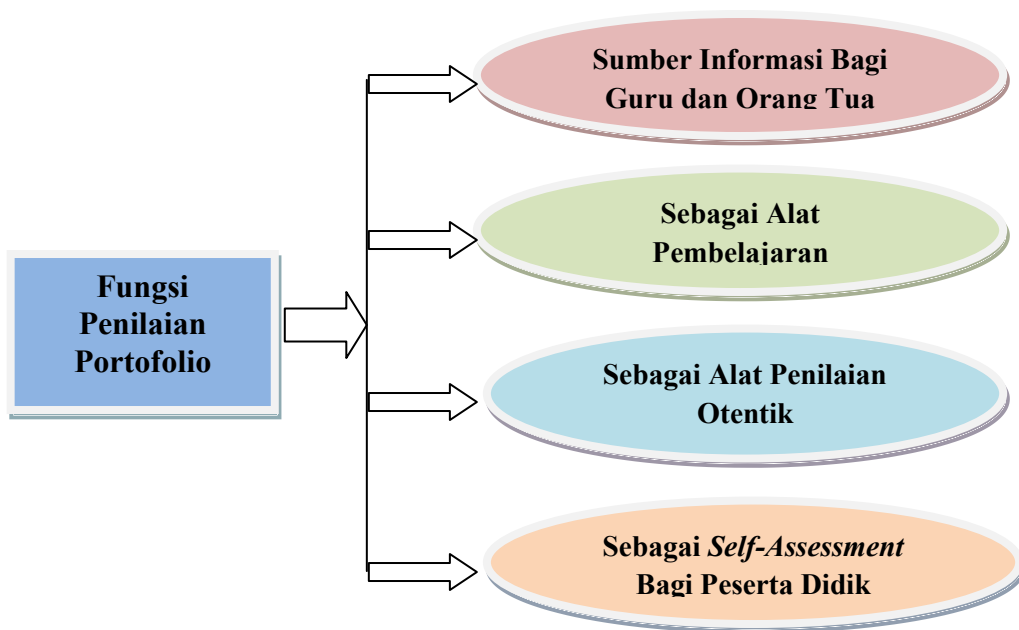 Sumber Informasi Bagi
Guru dan Orang Tua
Sebagai Alat
Pembelajaran
Fungsi
Penilaian
Portofolio
Sebagai Alat Penilaian
Otentik
Sebagai Self-Assessment
Bagi Peserta Didik